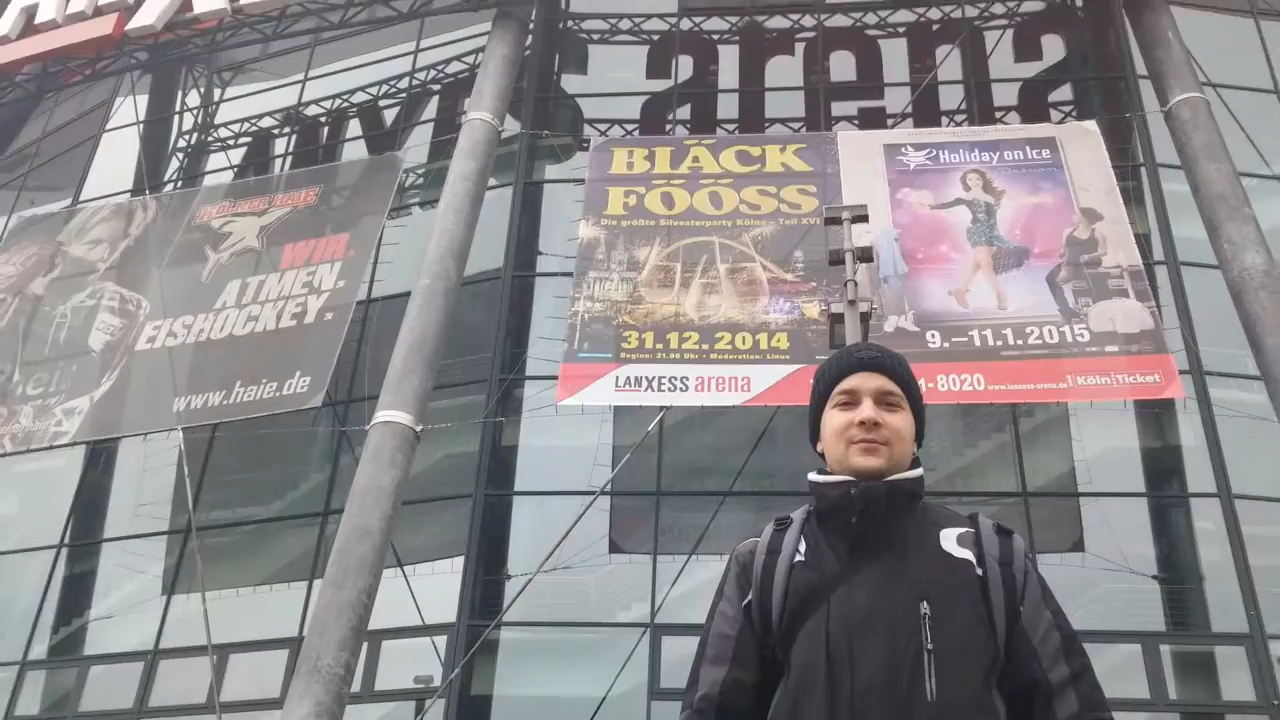 arena
KÖLNER HAIE
WIR.
ATMEN.
EISHOCKEY.
www.haie.de
BLÄCK
FÖÖSS
Die größte Silvesterparty Kölns - Teil XVI
31.12.2014
Beginn: 21.00 Uhr • Moderation: Linus
LANXESS arena
Holiday on Ice
9.–11.1.2015
1-8020 www.lanxess-arena.de KölnTicket